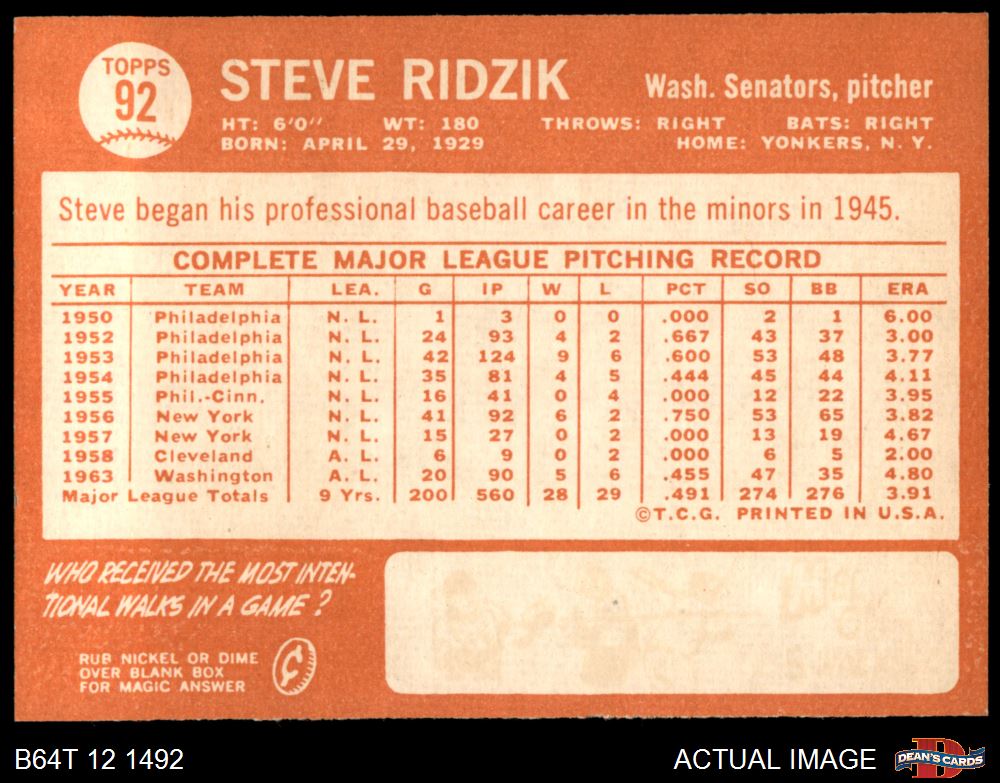 TOPPS
92
STEVE RIDZIK
Wash. Senators, pitcher
HT: 6'0" WT: 180 THROWS: RIGHT BATS: RIGHT
BORN: APRIL 29, 1929 HOME: YONKERS, N. Y.
Steve began his professional baseball career in the minors in 1945.
COMPLETE MAJOR LEAGUE PITCHING RECORD
YEAR TEAM LEA. G IP W L PCT SO BB ERA
1950 Philadelphia N. L. 1 3 0 0 .000 2 1 6.00
1952 Philadelphia N. L. 24 93 4 2 .667 43 37 3.00
1953 Philadelphia N. L. 42 124 9 6 .600 53 48 3.77
1954 Philadelphia N. L. 35 81 4 5 .444 45 44 4.11
1955 Phil.-Cinn. N. L. 16 41 0 4 .000 12 22 3.95
1956 New York N. L. 41 92 6 2 .750 53 65 3.82
1957 New York N. L. 15 27 0 2 .000 13 19 4.67
1958 Cleveland A. L. 6 9 0 2 .000 6 5 2.00
1963 Washington A. L. 20 90 5 6 .455 47 35 4.80
Major League Totals 9 Yrs. 200 560 28 29 .491 274 276 3.91
©T.C.G. PRINTED IN U.S.A.
WHO RECEIVED THE MOST INTEN-
TIONAL WALKS IN A GAME?
RUB NICKEL OR DIME
OVER BLANK BOX
FOR MAGIC ANSWER
¢
B64T 12 1492
ACTUAL IMAGE
D
DEAN'S CARDS